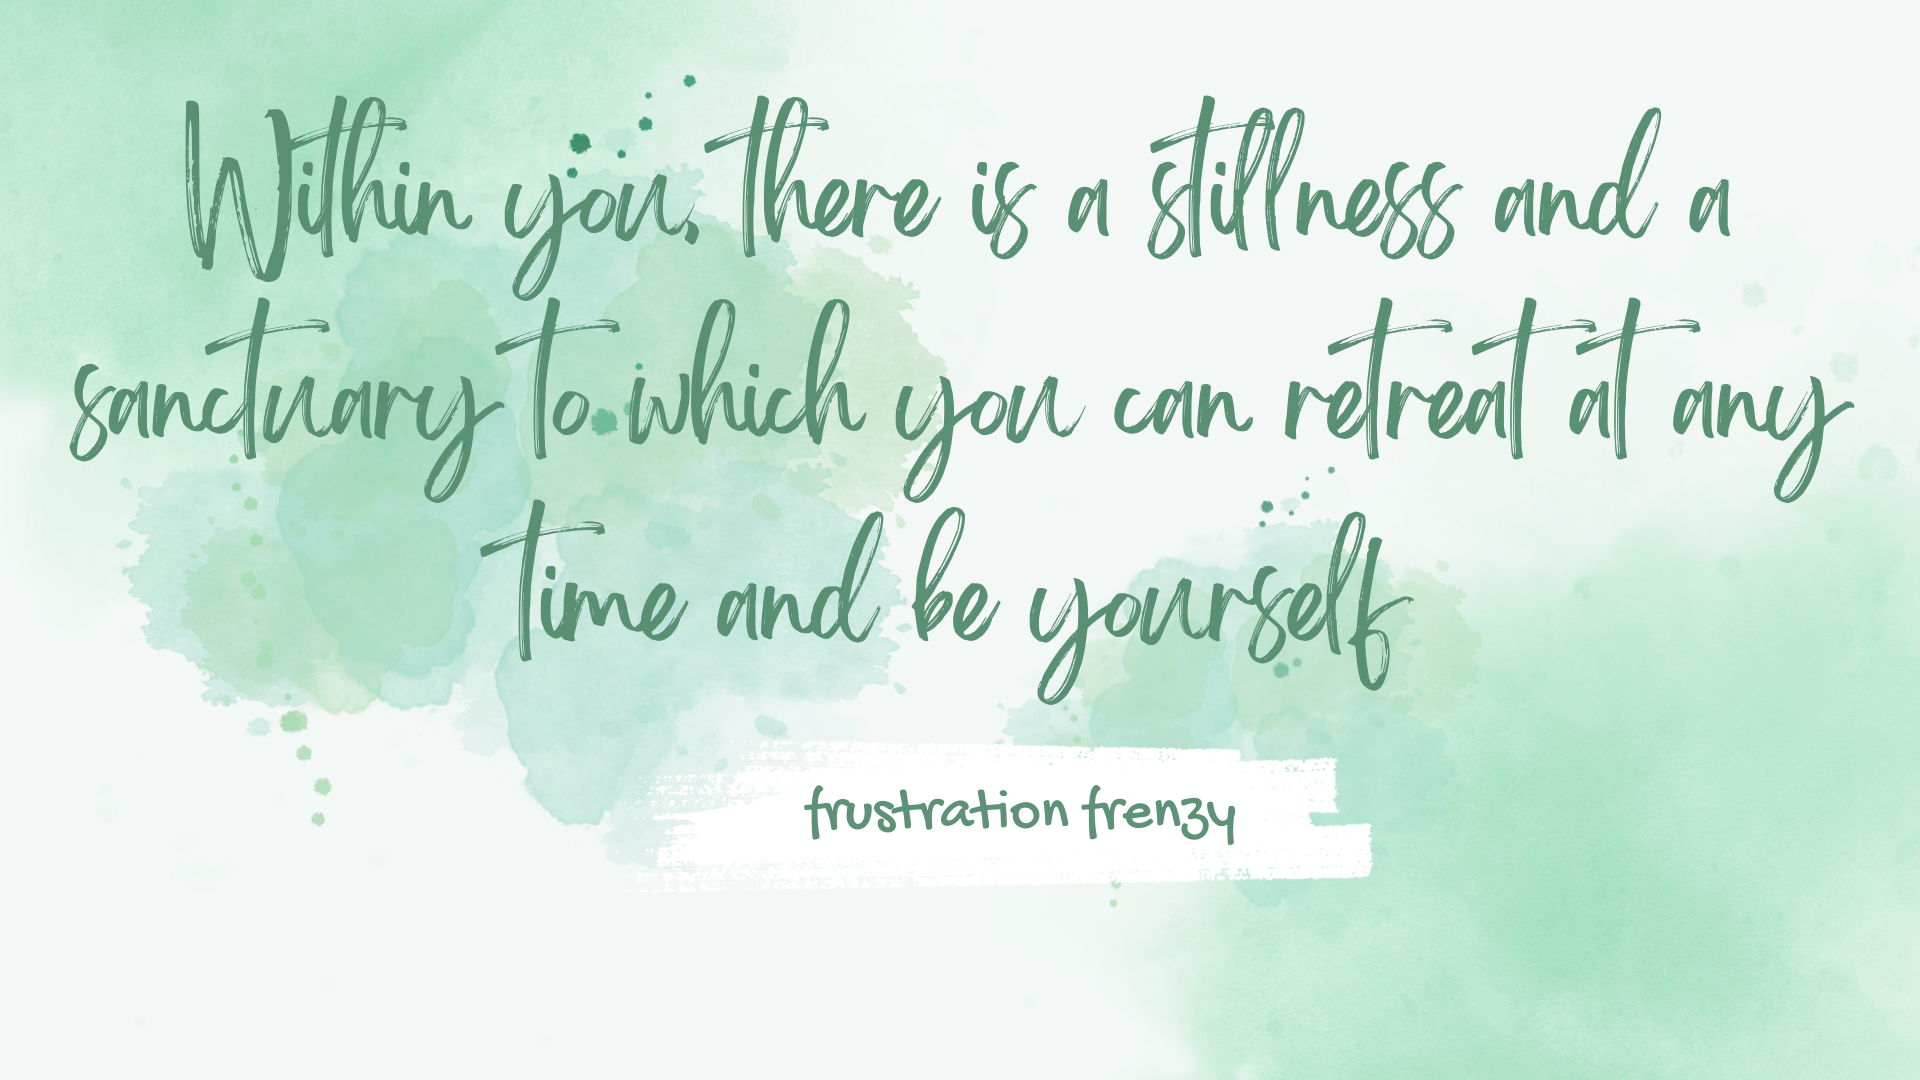 Within you, there is a stillness and a
sanctuary to which you can retreat at any
time and be yourself
frustration frenzy